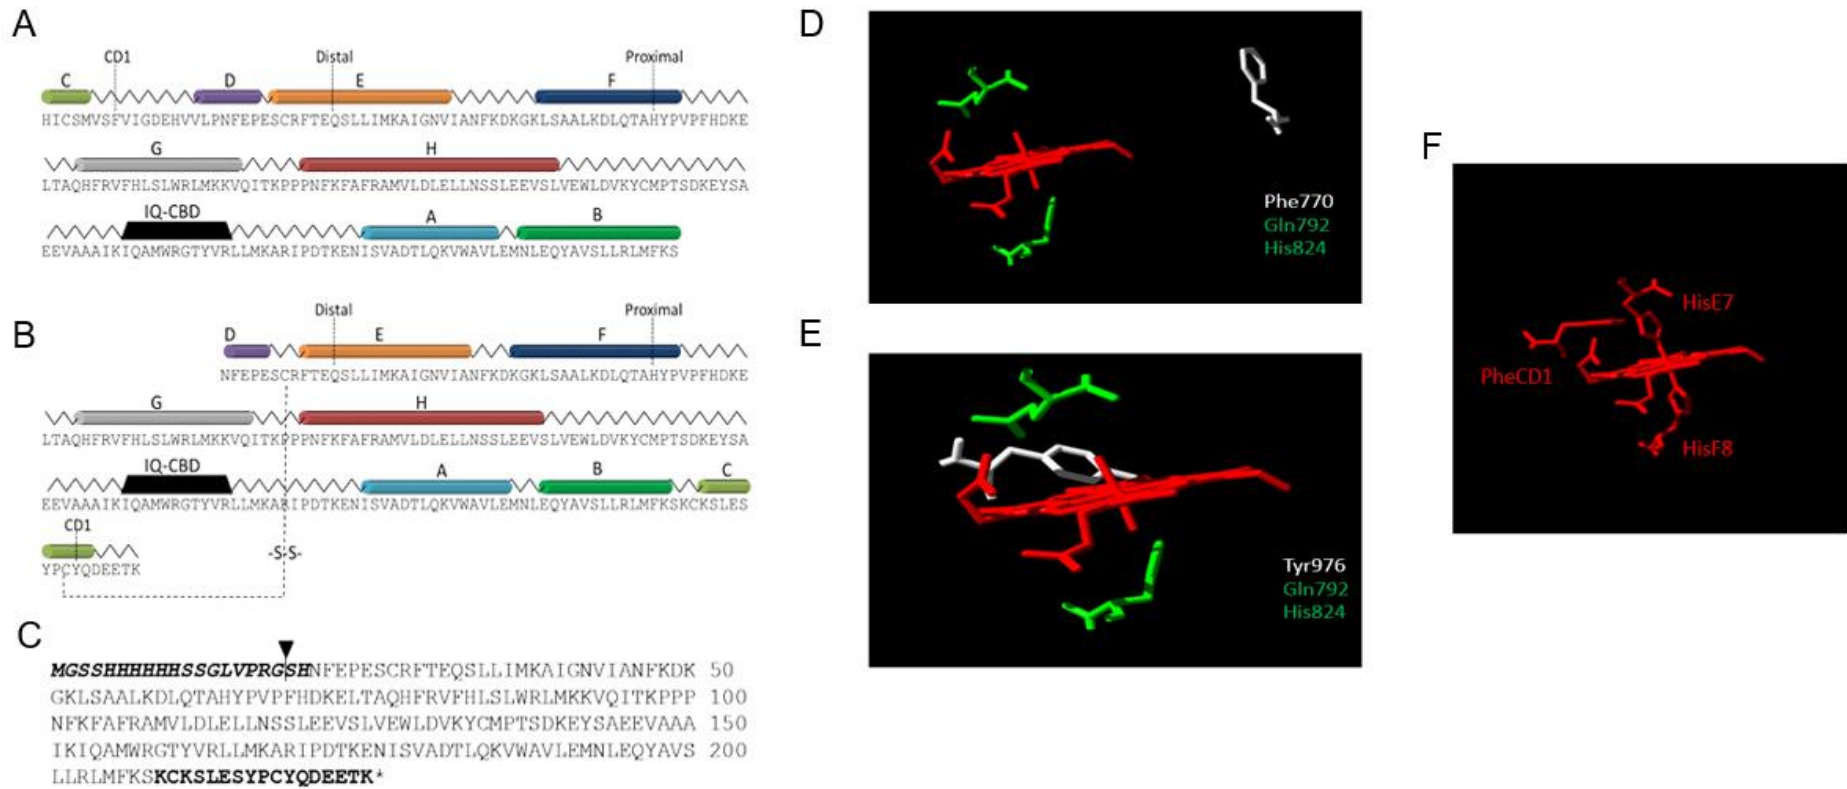 A
CD1
Distal
Proximal
C
D
E
F
HICSMVSFVIGDEHVVLPNFEPESCRFTEQSLLIMKAIGNVIANFKDKGKLSAALKDLQTAHYPVPFHDKE
G
H
LTAQHFRVFHLSLWRLMKKVQITKPPPNFKFAFRAMVLDLELLNSSLEEVSLVEWLDVKYCMPTSDKEYSA
IQ-CBD
A
B
EEVAAAIKIQAMWRGTYVRLLMKARIPDTKENISVADTLQKVWAVLEMNLEQYAVSLLRLMFKS
B
Distal
Proximal
D
E
F
NFEPESCRFTEQSLLIMKAIGNVIANFKDKGKLSAALKDLQTAHYPVPFHDKE
G
H
LTAQHFRVFHLSLWRLMKKVQITKPPPNFKFAFRAMVLDLELLNSSLEEVSLVEWLDVKYCMPTSDKEYSA
IQ-CBD
A
B
C
EEVAAAIKIQAMWRGTYVRLLMKARIPDTKENISVADTLQKVWAVLEMNLEQYAVSLLRLMFKSKCKSLES
CD1
-S-S-
YPCYQDEETK
C
MGSSHHHHHHSSGLVPRGSHNFEPESCRFTEQSLLIMKAIGNVIANFKDK 50
GKLSAALKDLQTAHYPVPFHDKELTAQHFRVFHLSLWRLMKKVQITKPPP 100
NFKFAFRAMVLDLELLNSSLEEVSLVEWLDVKYCMPTSDKEYSAEEVAAA 150
IKIQAMWRGTYVRLLMKARIPDTKENISVADTLQKVWAVLEMNLEQYAVS 200
LLRLMFKSKCKSLESYPCYQDEETK*
D
Phe770
Gln792
His824
E
Tyr976
Gln792
His824
F
HisE7
PheCD1
HisF8